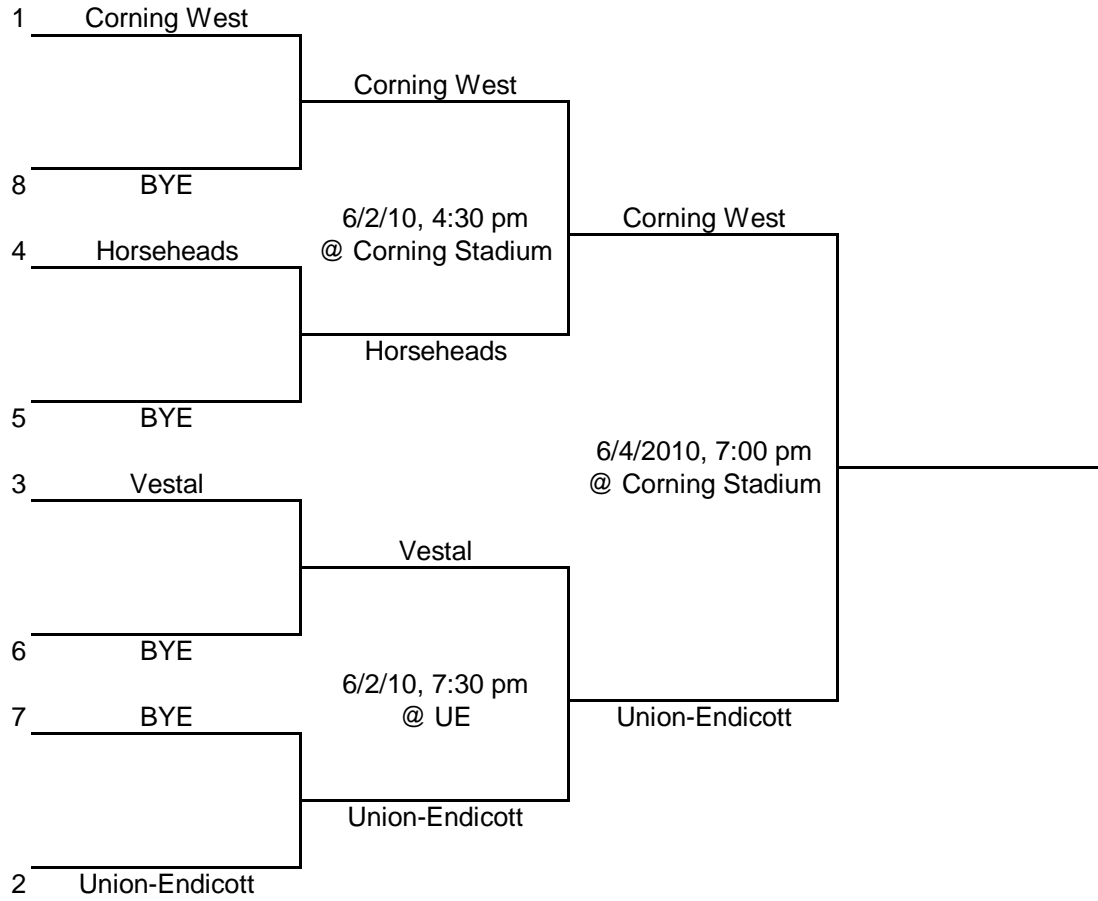 1 Corning West
Corning West
8 BYE
6/2/10, 4:30 pm
@ Corning Stadium
Corning West
4 Horseheads
Horseheads
5 BYE
6/4/2010, 7:00 pm
@ Corning Stadium
3 Vestal
Vestal
6 BYE
6/2/10, 7:30 pm
@ UE
7 BYE
Union-Endicott
Union-Endicott
2 Union-Endicott